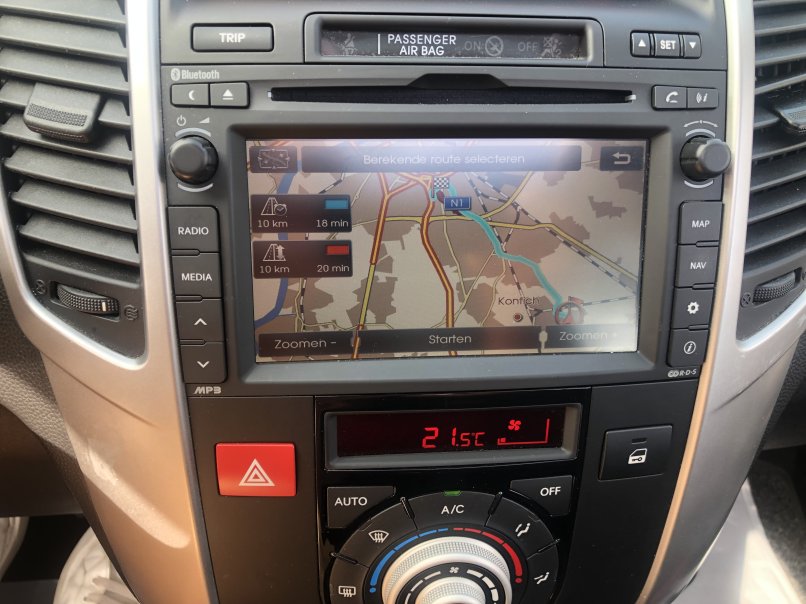 TRIP
PASSENGER
AIR BAG
ON
OFF
SET
Bluetooth
Berekende route selecteren
10 km 18 min
10 km 20 min
N1
Kontich
Zoomen -
Starten
Zoomen +
RADIO
MEDIA
MP3
MAP
NAV
CD R·D·S
21.5°C
AUTO
A/C
OFF